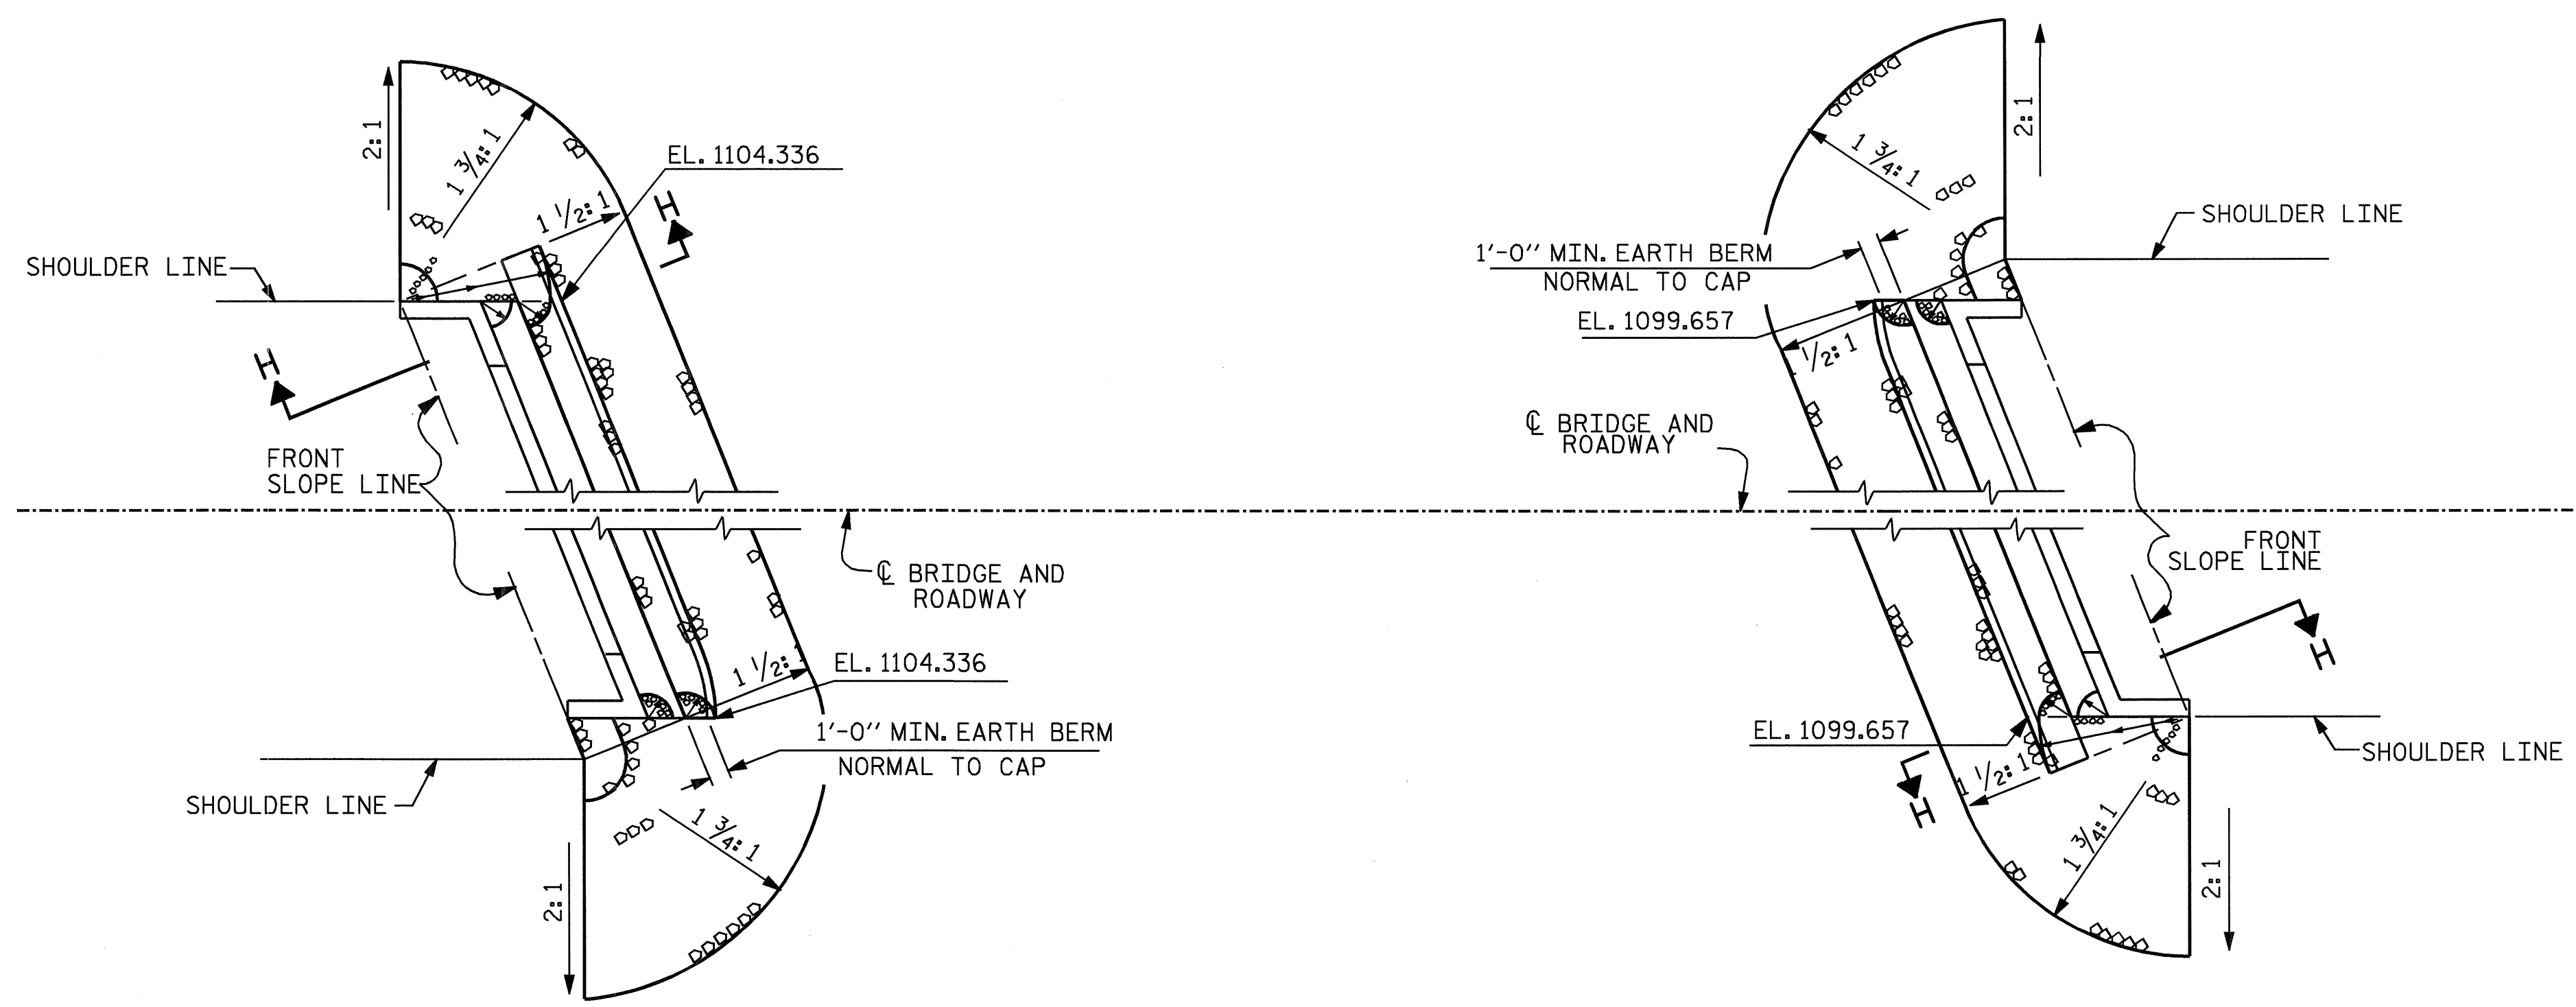 2:1
1 3/4:1
EL. 1104.336
1 1/2:1
H
SHOULDER LINE
H
FRONT
SLOPE LINE
℄ BRIDGE AND
ROADWAY
1 1/2:1
EL. 1104.336
1'-0" MIN. EARTH BERM
NORMAL TO CAP
SHOULDER LINE
1 3/4:1
2:1
2:1
1 3/4:1
SHOULDER LINE
1'-0" MIN. EARTH BERM
NORMAL TO CAP
EL. 1099.657
1 1/2:1
℄ BRIDGE AND
ROADWAY
FRONT
SLOPE LINE
H
EL. 1099.657
SHOULDER LINE
1 1/2:1
H
1 3/4:1
2:1